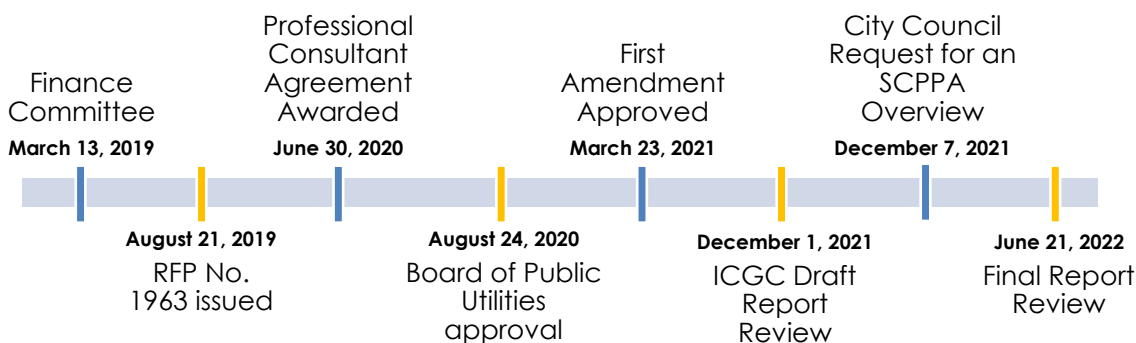 Finance
Committee
March 13, 2019
August 21, 2019
RFP No.
1963 issued
Professional
Consultant
Agreement
Awarded
June 30, 2020
August 24, 2020
Board of Public
Utilities
approval
First
Amendment
Approved
March 23, 2021
December 1, 2021
ICGC Draft
Report
Review
City Council
Request for an
SCPPA
Overview
December 7, 2021
June 21, 2022
Final Report
Review